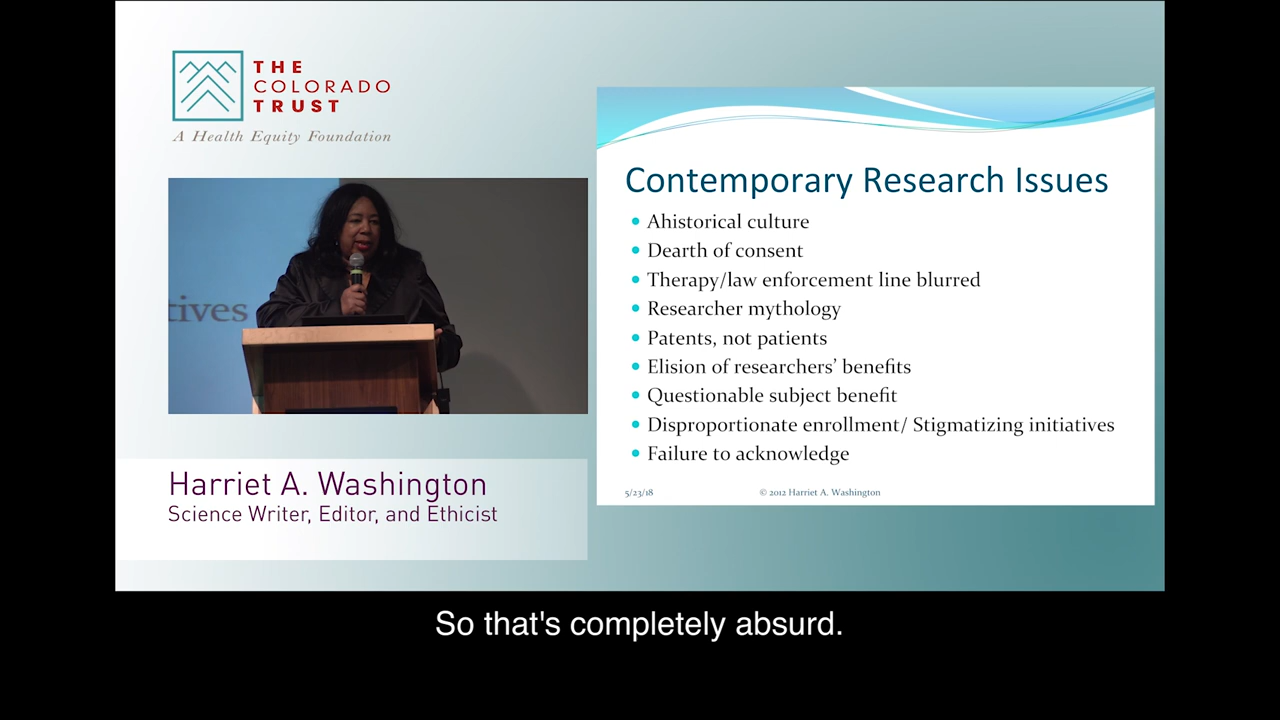 THE
COLORADO
TRUST
A Health Equity Foundation
tives
Harriet A. Washington
Science Writer, Editor, and Ethicist
Contemporary Research Issues
• Ahistorical culture
• Dearth of consent
• Therapy/law enforcement line blurred
• Researcher mythology
• Patents, not patients
• Elision of researchers’ benefits
• Questionable subject benefit
• Disproportionate enrollment/ Stigmatizing initiatives
• Failure to acknowledge
5/23/18
© 2012 Harriet A. Washington
So that's completely absurd.